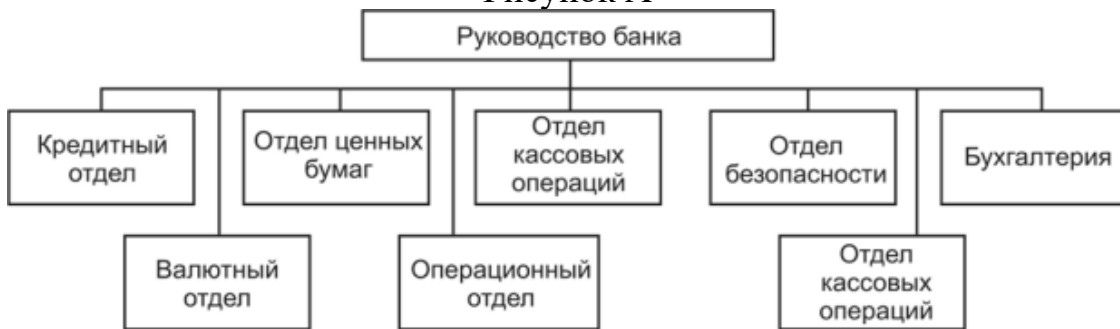 Рисунок А
Руководство банка
Кредитный
отдел
Отдел ценных
бумаг
Отдел
кассовых
операций
Отдел
безопасности
Бухгалтерия
Валютный
отдел
Операционный
отдел
Отдел
кассовых
операций